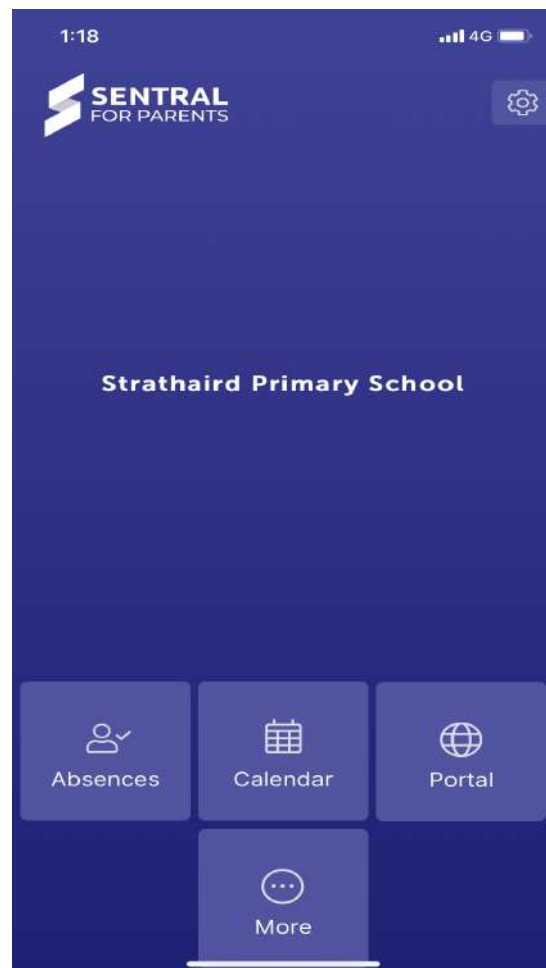 1:18 4G
SENTRAL
FOR PARENTS
Strathaird Primary School
Absences Calendar Portal
More